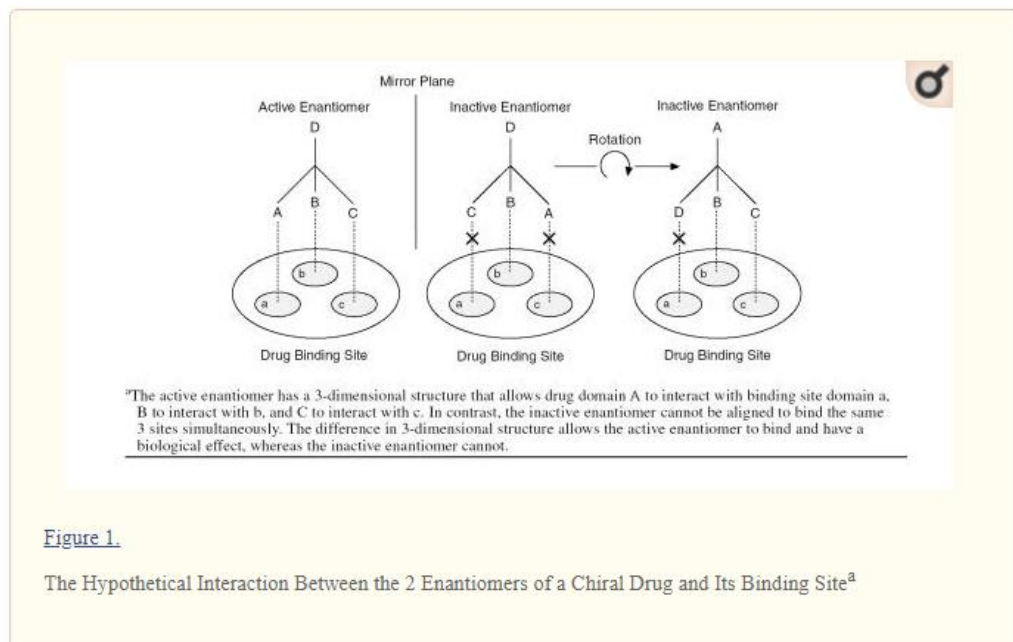 Mirror Plane
Active Enantiomer
Inactive Enantiomer
Inactive Enantiomer
D
D
A
Rotation
A
B
C
C
B
A
D
B
C
b
a
c
b
a
c
b
a
c
Drug Binding Site
Drug Binding Site
Drug Binding Site
aThe active enantiomer has a 3-dimensional structure that allows drug domain A to interact with binding site domain a,
B to interact with b, and C to interact with c. In contrast, the inactive enantiomer cannot be aligned to bind the same
3 sites simultaneously. The difference in 3-dimensional structure allows the active enantiomer to bind and have a
biological effect, whereas the inactive enantiomer cannot.
Figure 1.
The Hypothetical Interaction Between the 2 Enantiomers of a Chiral Drug and Its Binding Siteᵃ